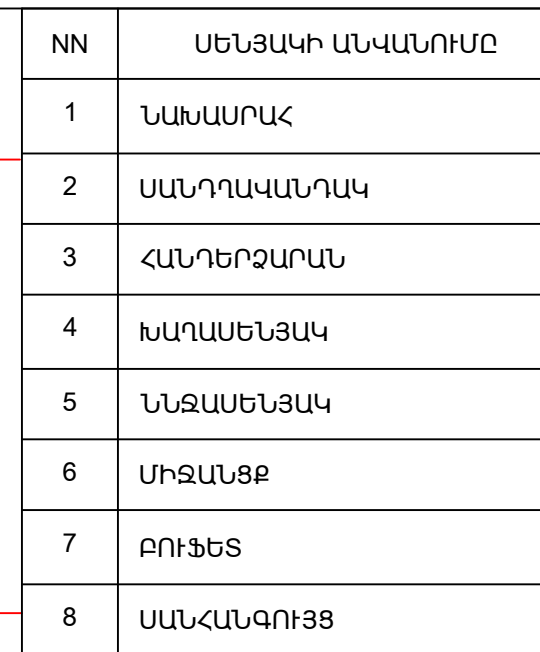 NN ՍԵՆՅԱԿԻ ԱՆՎԱՆՈՒՄԸ
1 ՆԱԽԱՍՐԱՀ
2 ՍԱՆԴՂԱՎԱՆԴԱԿ
3 ՀԱՆԴԵՐՁԱՐԱՆ
4 ԽԱՂԱՍԵՆՅԱԿ
5 ՆՆՋԱՍԵՆՅԱԿ
6 ՄԻՋԱՆՑՔ
7 ԲՈՒՖԵՏ
8 ՍԱՆՀԱՆԳՈՒՅՑ